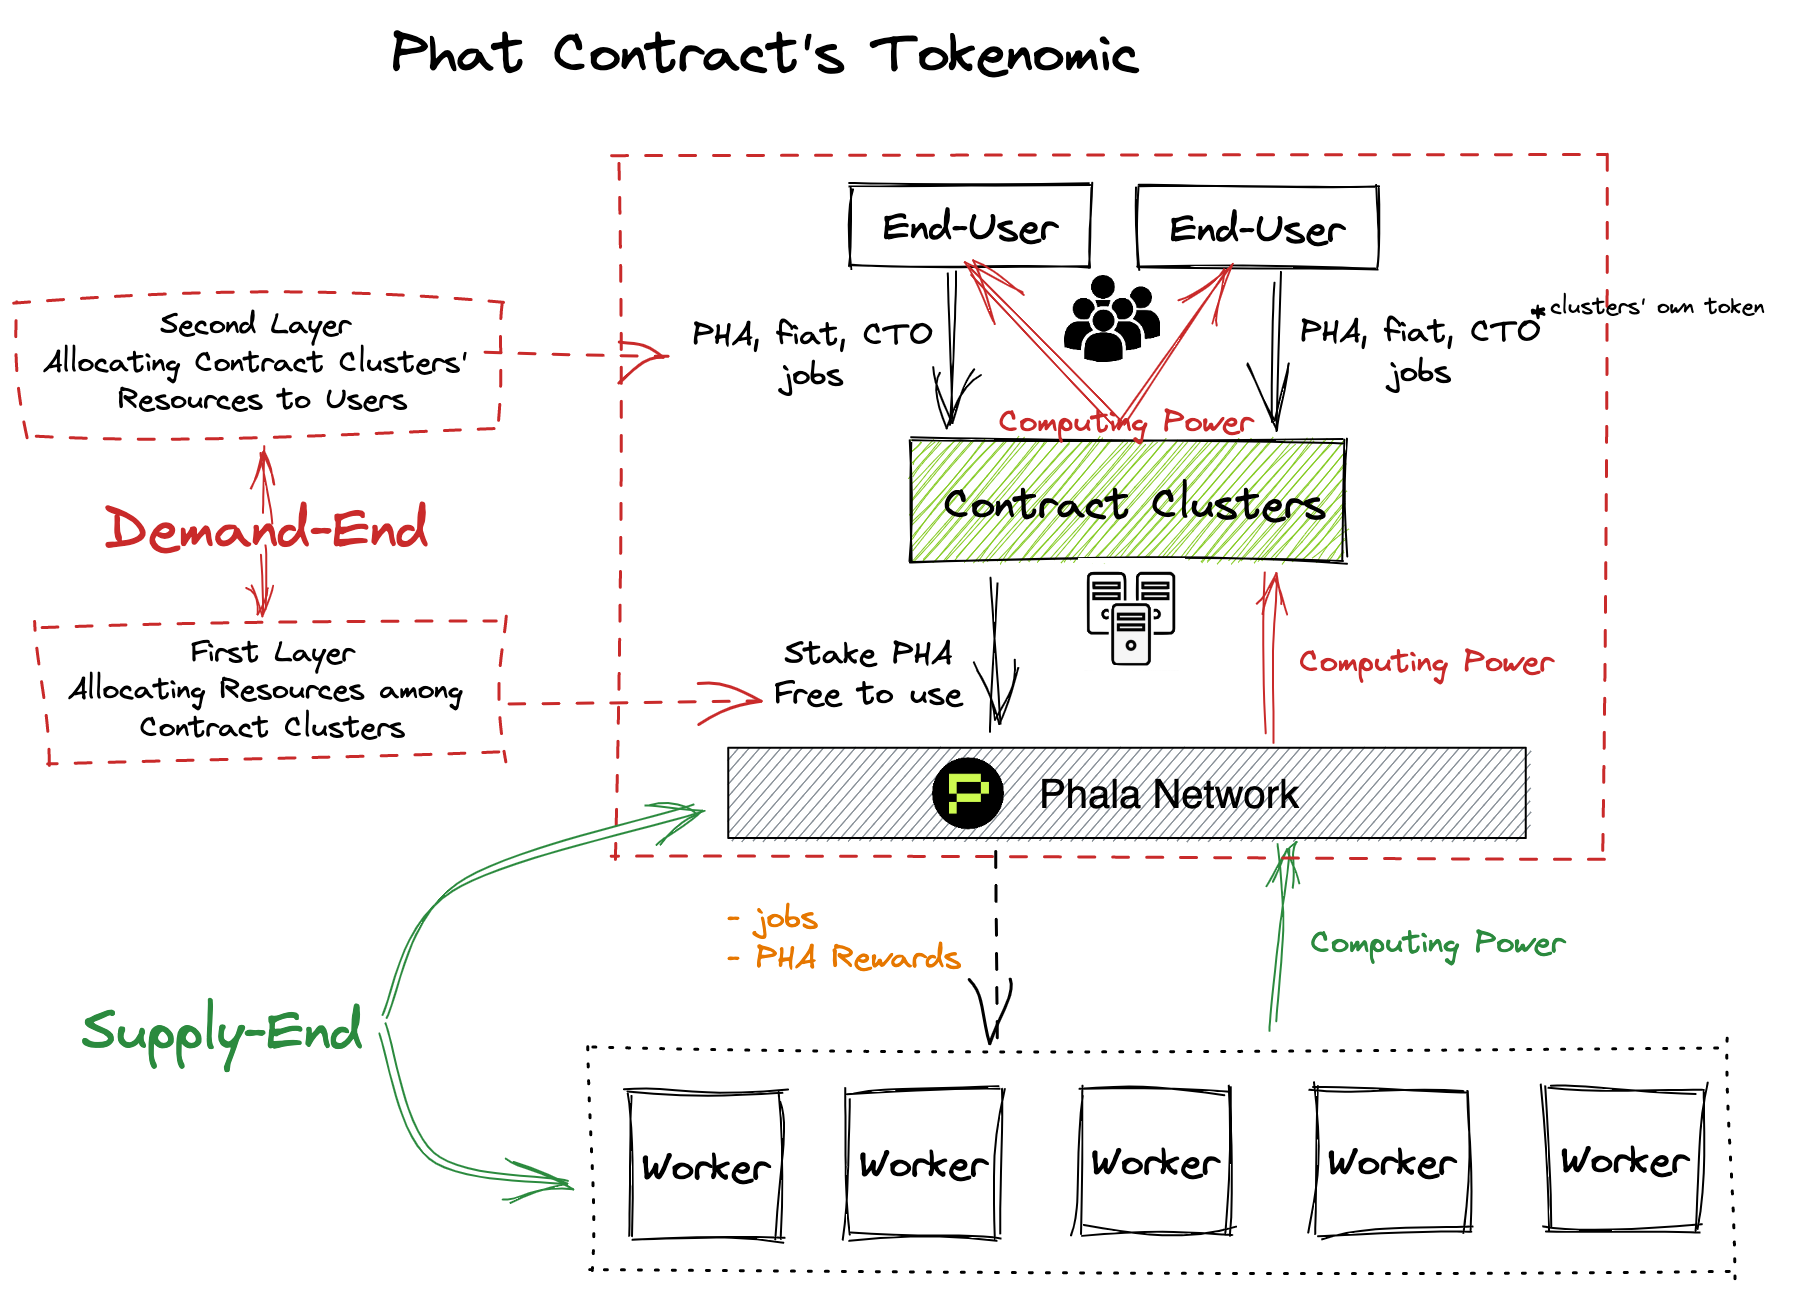 Phat Contract's Tokenomic
End-User
End-User
Second Layer
Allocating Contract Clusters'
Resources to Users
PHA, fiat, CTO
jobs
PHA, fiat, CTO
jobs
*clusters' own token
Computing Power
Contract Clusters
Demand-End
First Layer
Allocating Resources among
Contract Clusters
Stake PHA
Free to use
Computing Power
Phala Network
- jobs
- PHA Rewards
Computing Power
Supply-End
Worker
Worker
Worker
Worker
Worker